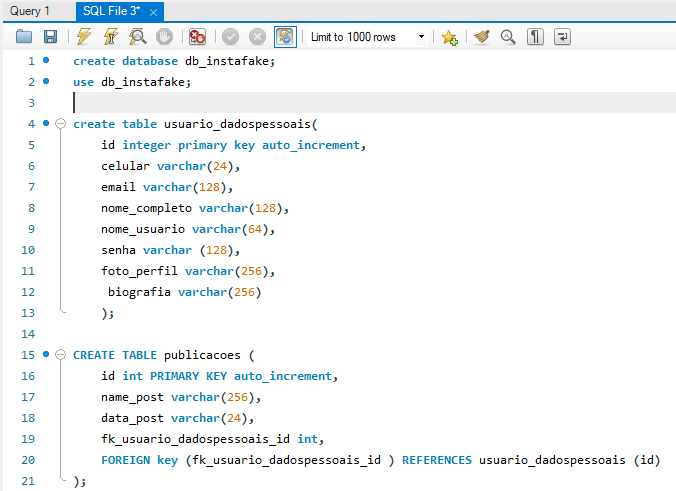 Query 1 SQL File 3*
Limit to 1000 rows
1 create database db_instafake;
2 use db_instafake;
3
4 create table usuario_dadospessoais(
5 id integer primary key auto_increment,
6 celular varchar(24),
7 email varchar(128),
8 nome_completo varchar(128),
9 nome_usuario varchar(64),
10 senha varchar (128),
11 foto_perfil varchar(256),
12 biografia varchar(256)
13 );
14
15 CREATE TABLE publicacoes (
16 id int PRIMARY KEY auto_increment,
17 name_post varchar(256),
18 data_post varchar(24),
19 fk_usuario_dadospessoais_id int,
20 FOREIGN key (fk_usuario_dadospessoais_id ) REFERENCES usuario_dadospessoais (id)
21 );